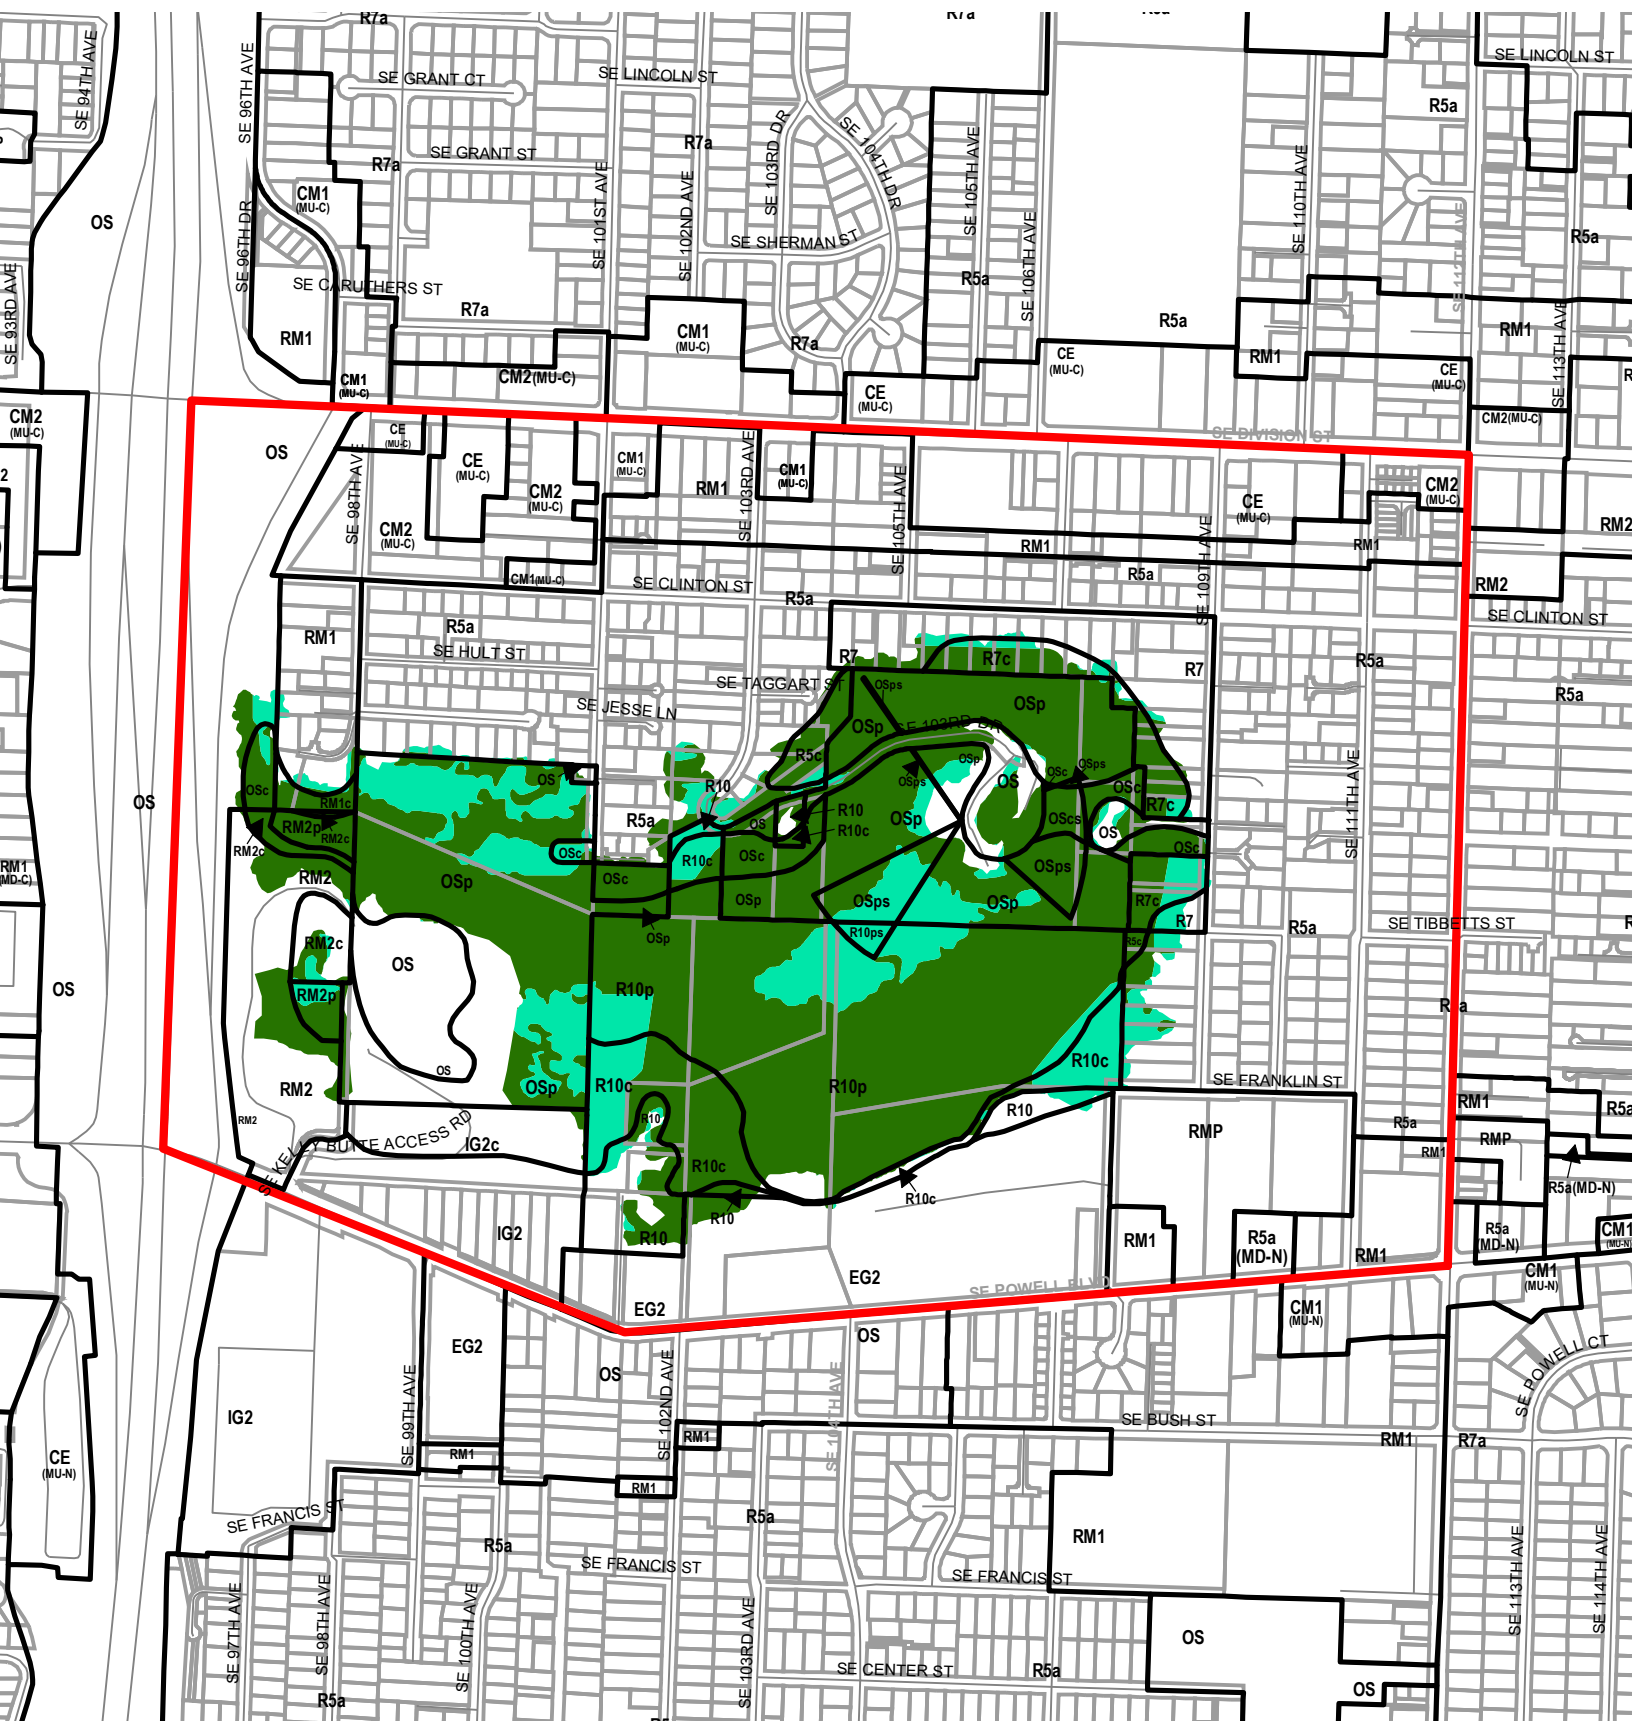 R7a
R7a
SE LINCOLN ST
SE 94TH AVE
SE 96TH AVE
SE GRANT CT
SE LINCOLN ST
R5a
SE 103RD DR
SE 104TH DR
SE 105TH AVE
SE 110TH AVE
R7a
R7a
SE GRANT ST
SE 101ST AVE
SE 102ND AVE
CM1
(MU-C)
OS
SE 96TH DR
SE SHERMAN ST
SE 106TH AVE
SE 112TH AVE
R5a
R5a
SE 93RD AVE
SE CARUTHERS ST
R7a
R5a
RM1
RM1
CM1
(MU-C)
R7a
RM1
SE 113TH AVE
CE
(MU-C)
CE
(MU-C)
CM1
(MU-C)
CM2(MU-C)
CE
(MU-C)
CM2
(MU-C)
CM2(MU-C)
SE DIVISION ST
CE
(MU-C)
OS
CE
(MU-C)
CM1
(MU-C)
CM1
(MU-C)
RM1
SE 103RD AVE
CM2
(MU-C)
CM2
(MU-C)
CE
(MU-C)
SE 98TH AVE
CM2
(MU-C)
SE 105TH AVE
SE 109TH AVE
RM2
RM1
RM1
CM1(MU-C)
SE CLINTON ST
R5a
RM2
R5a
SE CLINTON ST
RM1
R5a
SE HULT ST
R7
R7c
R7
R5a
SE TAGGART ST
OSps
OSp
R5a
SE JESSE LN
OSp
SE 103RD DR
R5c
OSp
OSps
OS
OSc
OSps
OSc
OS
R10
OSc
RM1c
OS
R10
R7c
SE 111TH AVE
RM2p
R5a
OS
R10c
OSp
OScs
OS
RM2c
RM2c
OSc
R10c
OSc
OSc
RM1
(MD-C)
RM2
OSp
OSc
OSps
OSp
OSps
OSp
R7c
R7
SE TIBBETTS ST
R5a
OSp
R10ps
R5c
RM2c
OS
OS
RM2p
R10p
R5a
OS
R10c
SE FRANKLIN ST
RM2
OSp
R10c
R10p
R10
RM1
R5a
RM2
R10
R5a
RMP
RMP
SE KELLY BUTTE ACCESS RD
IG2c
RM1
R10c
R10c
R5a(MD-N)
R10
IG2
R10
RM1
R5a
(MD-N)
RM1
R5a
(MD-N)
CM1
(MU-N)
EG2
SE POWELL BLVD
CM1
(MU-N)
EG2
CM1
(MU-N)
OS
EG2
OS
SE POWELL CT
SE 99TH AVE
SE 102ND AVE
SE 104TH AVE
IG2
SE BUSH ST
RM1
RM1
R7a
CE
(MU-N)
RM1
RM1
SE FRANCIS ST
R5a
RM1
R5a
SE FRANCIS ST
SE FRANCIS ST
SE 113TH AVE
SE 114TH AVE
SE 97TH AVE
SE 98TH AVE
SE 100TH AVE
SE 103RD AVE
OS
SE CENTER ST
R5a
R5a
OS